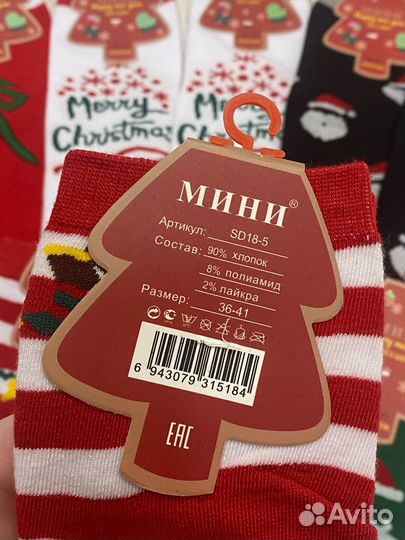 Merry
Christmas
Merry
Christmas
МИНИ®
Артикул: SD18-5
Состав: 90% хлопок
8% полиамид
2% лайкра
Размер: 36-41
6 943079 315184
EAC
Avito